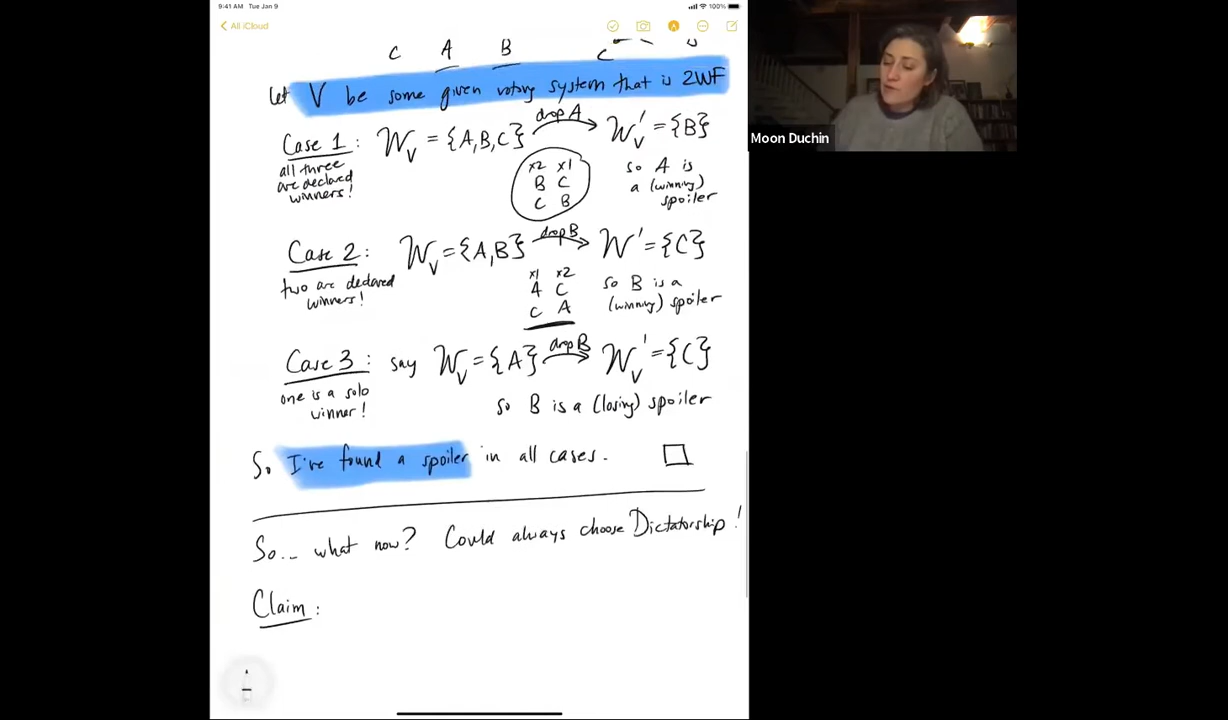 9:41 AM Tue Jan 9
100%
All iCloud
C A B
C
let V be some given voting system that is 2WF
Case 1: W_V = {A,B,C} drop A → W'_V = {B}
all three are declared winners!
x2 x1
B C
C B
so A is a (winning) spoiler
Case 2: W_V = {A,B} drop B → W' = {C}
two are declared winners!
x1 x2
A C
C A
so B is a (winning) spoiler
Case 3: say W_V = {A} drop B → W'_V = {C}
one is a solo winner!
so B is a (losing) spoiler
So I've found a spoiler in all cases. □
So... what now? Could always choose Dictatorship!
Claim:
Moon Duchin